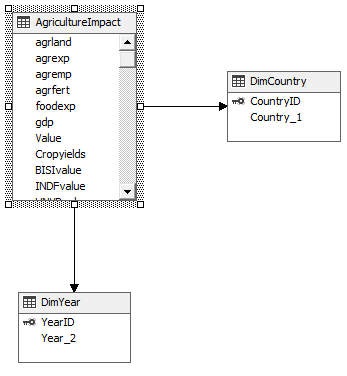 AgricultureImpact
agrland
agrexp
agremp
agrfert
foodexp
gdp
Value
Cropyields
BISIvalue
INDFvalue
DimCountry
CountryID
Country_1
DimYear
YearID
Year_2